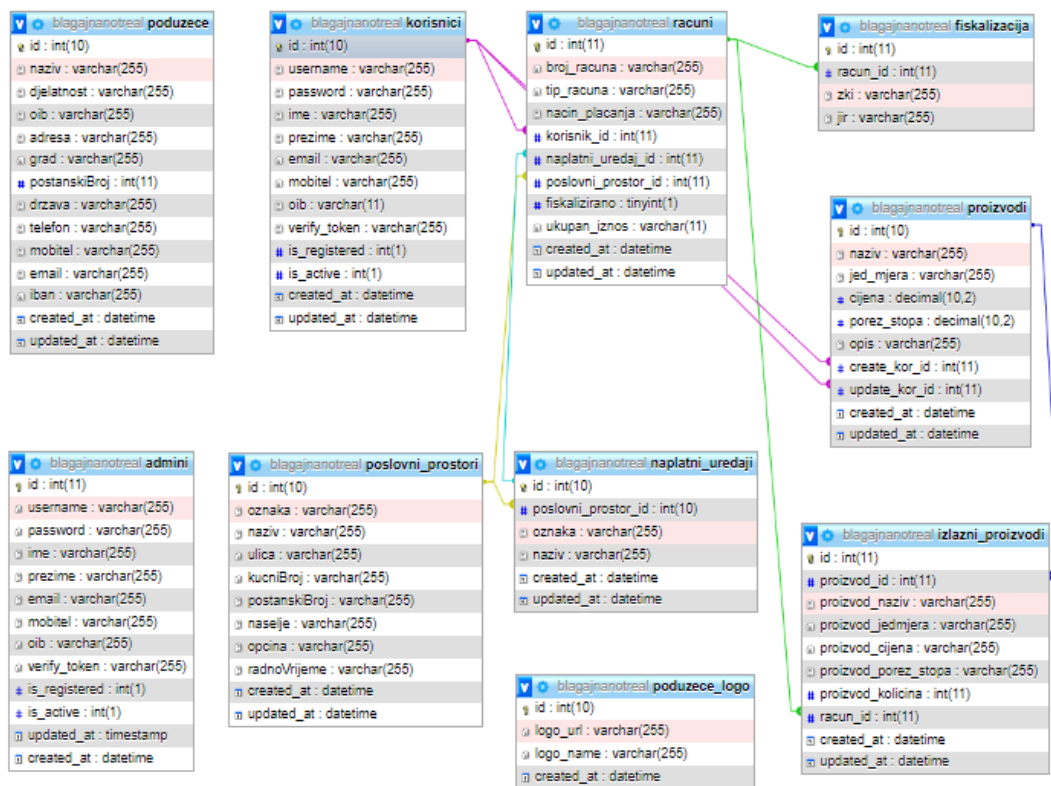 blagajnanotreal poduzece
id : int(10)
naziv : varchar(255)
djelatnost : varchar(255)
oib : varchar(255)
adresa : varchar(255)
grad : varchar(255)
postanskiBroj : int(11)
drzava : varchar(255)
telefon : varchar(255)
mobitel : varchar(255)
email : varchar(255)
iban : varchar(255)
created_at : datetime
updated_at : datetime
blagajnanotreal korisnici
id : int(10)
username : varchar(255)
password : varchar(255)
ime : varchar(255)
prezime : varchar(255)
email : varchar(255)
mobitel : varchar(255)
oib : varchar(11)
verify_token : varchar(255)
is_registered : int(1)
is_active : int(1)
created_at : datetime
updated_at : datetime
blagajnanotreal racuni
id : int(11)
broj_racuna : varchar(255)
tip_racuna : varchar(255)
nacin_placanja : varchar(255)
korisnik_id : int(11)
naplatni_uredaj_id : int(11)
poslovni_prostor_id : int(11)
fiskalizirano : tinyint(1)
ukupan_iznos : varchar(11)
created_at : datetime
updated_at : datetime
blagajnanotreal fiskalizacija
id : int(11)
racun_id : int(11)
zki : varchar(255)
jir : varchar(255)
blagajnanotreal proizvodi
id : int(10)
naziv : varchar(255)
jed_mjera : varchar(255)
cijena : decimal(10,2)
porez_stopa : decimal(10,2)
opis : varchar(255)
create_kor_id : int(11)
update_kor_id : int(11)
created_at : datetime
updated_at : datetime
blagajnanotreal admini
id : int(11)
username : varchar(255)
password : varchar(255)
ime : varchar(255)
prezime : varchar(255)
email : varchar(255)
mobitel : varchar(255)
oib : varchar(255)
verify_token : varchar(255)
is_registered : int(1)
is_active : int(1)
updated_at : timestamp
created_at : datetime
blagajnanotreal poslovni_prostori
id : int(10)
oznaka : varchar(255)
naziv : varchar(255)
ulica : varchar(255)
kucniBroj : varchar(255)
postanskiBroj : varchar(255)
naselje : varchar(255)
opcina : varchar(255)
radnoVrijeme : varchar(255)
created_at : datetime
updated_at : datetime
blagajnanotreal naplatni_uredaji
id : int(10)
poslovni_prostor_id : int(10)
oznaka : varchar(255)
naziv : varchar(255)
created_at : datetime
updated_at : datetime
blagajnanotreal poduzece_logo
id : int(10)
logo_url : varchar(255)
logo_name : varchar(255)
created_at : datetime
blagajnanotreal izlazni_proizvodi
id : int(11)
proizvod_id : int(11)
proizvod_naziv : varchar(255)
proizvod_jedmjera : varchar(255)
proizvod_cijena : varchar(255)
proizvod_porez_stopa : varchar(255)
proizvod_kolicina : int(11)
racun_id : int(11)
created_at : datetime
updated_at : datetime